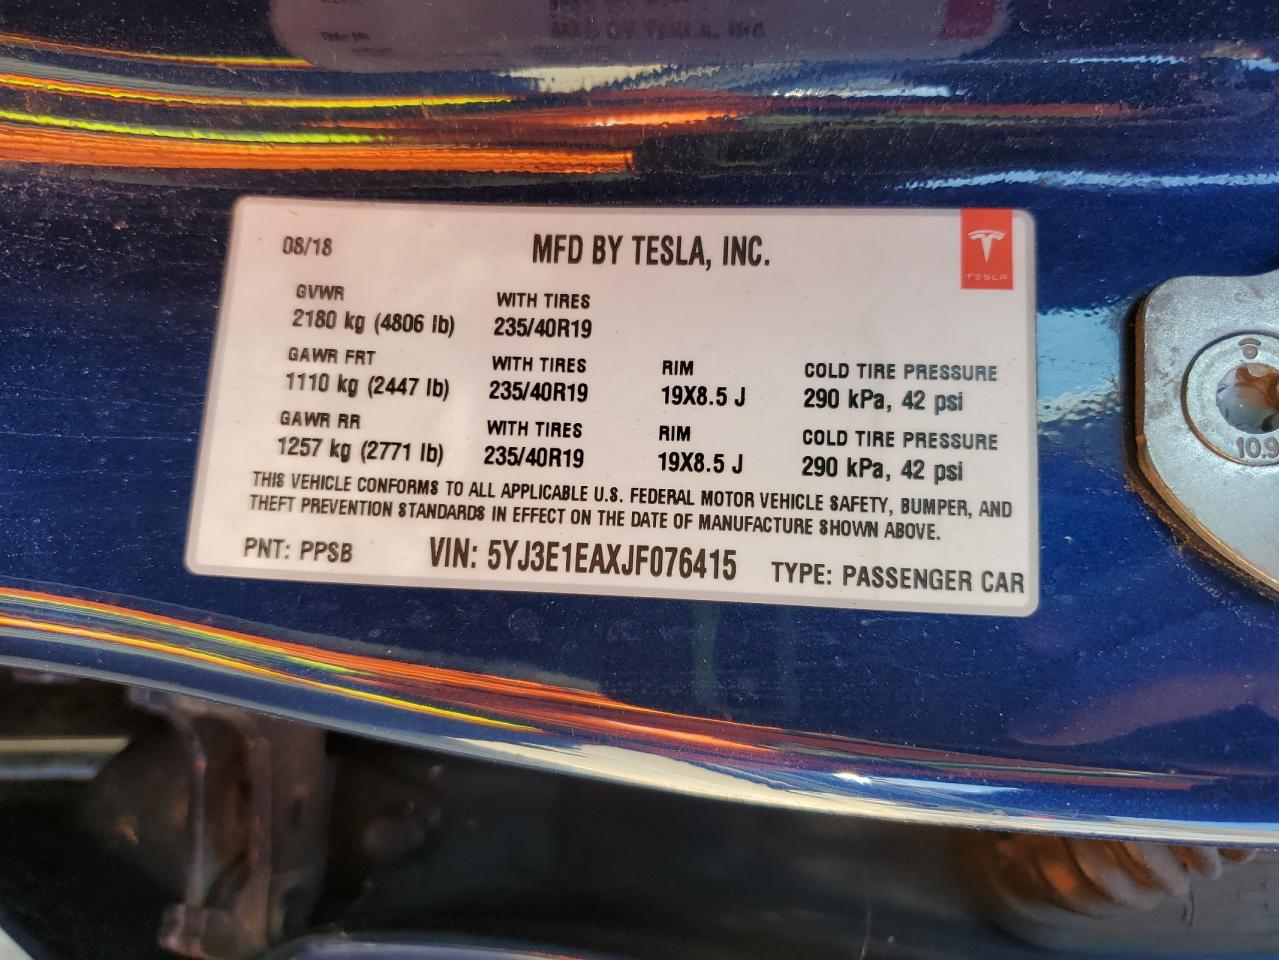 08/18 MFD BY TESLA, INC.
TESLA
GVWR WITH TIRES
2180 kg (4806 lb) 235/40R19
GAWR FRT WITH TIRES RIM COLD TIRE PRESSURE
1110 kg (2447 lb) 235/40R19 19X8.5 J 290 kPa, 42 psi
GAWR RR WITH TIRES RIM COLD TIRE PRESSURE
1257 kg (2771 lb) 235/40R19 19X8.5 J 290 kPa, 42 psi
THIS VEHICLE CONFORMS TO ALL APPLICABLE U.S. FEDERAL MOTOR VEHICLE SAFETY, BUMPER, AND
THEFT PREVENTION STANDARDS IN EFFECT ON THE DATE OF MANUFACTURE SHOWN ABOVE.
PNT: PPSB VIN: 5YJ3E1EAXJF076415 TYPE: PASSENGER CAR
10.9